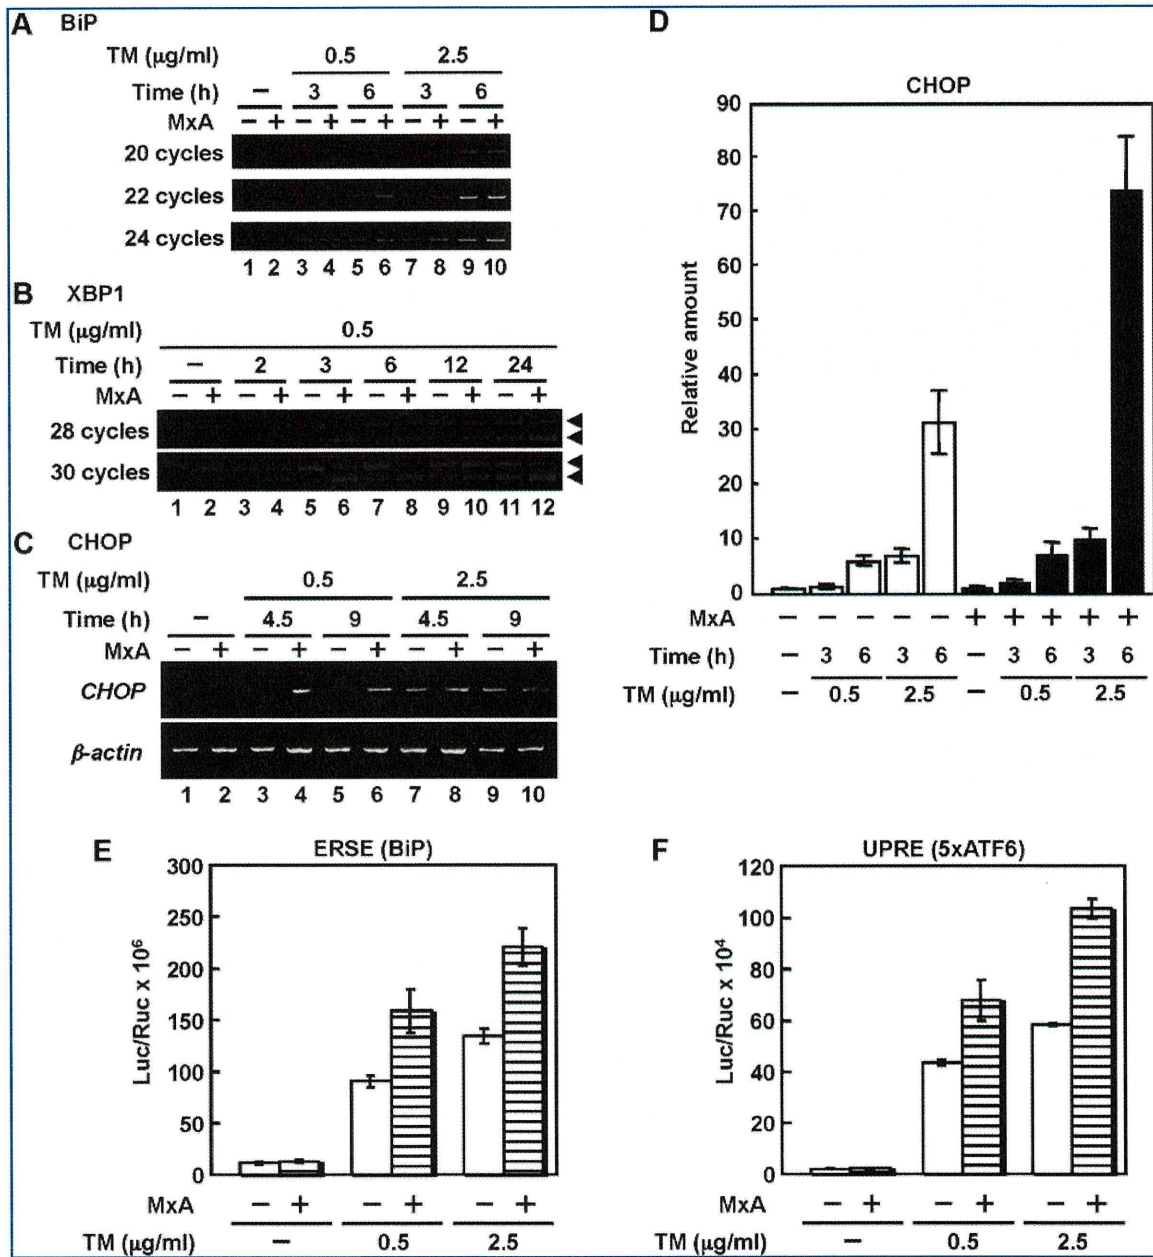 A BiP
TM (μg/ml) 0.5 2.5
Time (h) – 3 6 3 6
MxA – + – + – + – + – +
20 cycles
22 cycles
24 cycles
1 2 3 4 5 6 7 8 9 10
B XBP1
TM (μg/ml) 0.5
Time (h) – 2 3 6 12 24
MxA – + – + – + – + – + – +
28 cycles
30 cycles
1 2 3 4 5 6 7 8 9 10 11 12
C CHOP
TM (μg/ml) 0.5 2.5
Time (h) – 4.5 9 4.5 9
MxA – + – + – + – + – +
CHOP
β-actin
1 2 3 4 5 6 7 8 9 10
D
CHOP
90
80
70
60
50
40
30
20
10
0
Relative amount
MxA – – – – – + + + + +
Time (h) – 3 6 3 6 – 3 6 3 6
TM (μg/ml) 0.5 2.5 0.5 2.5
E ERSE (BiP)
300
250
200
150
100
50
0
Luc/Ruc x 10⁶
MxA – + – + – +
TM (μg/ml) – 0.5 2.5
F UPRE (5xATF6)
120
100
80
60
40
20
0
Luc/Ruc x 10⁴
MxA – + – + – +
TM (μg/ml) – 0.5 2.5